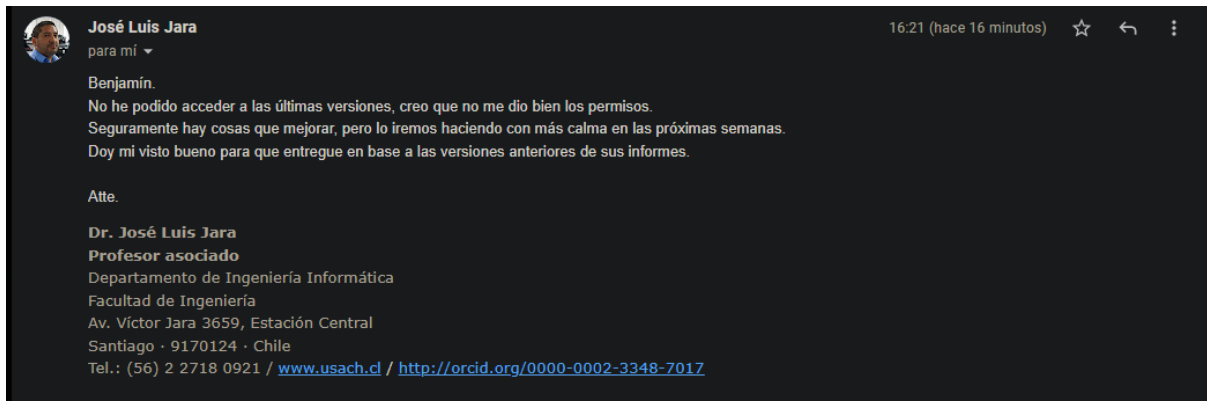 José Luis Jara
16:21 (hace 16 minutos)
para mí
Benjamín.
No he podido acceder a las últimas versiones, creo que no me dio bien los permisos.
Seguramente hay cosas que mejorar, pero lo iremos haciendo con más calma en las próximas semanas.
Doy mi visto bueno para que entregue en base a las versiones anteriores de sus informes.
Atte.
Dr. José Luis Jara
Profesor asociado
Departamento de Ingeniería Informática
Facultad de Ingeniería
Av. Víctor Jara 3659, Estación Central
Santiago · 9170124 · Chile
Tel.: (56) 2 2718 0921 / www.usach.cl / http://orcid.org/0000-0002-3348-7017